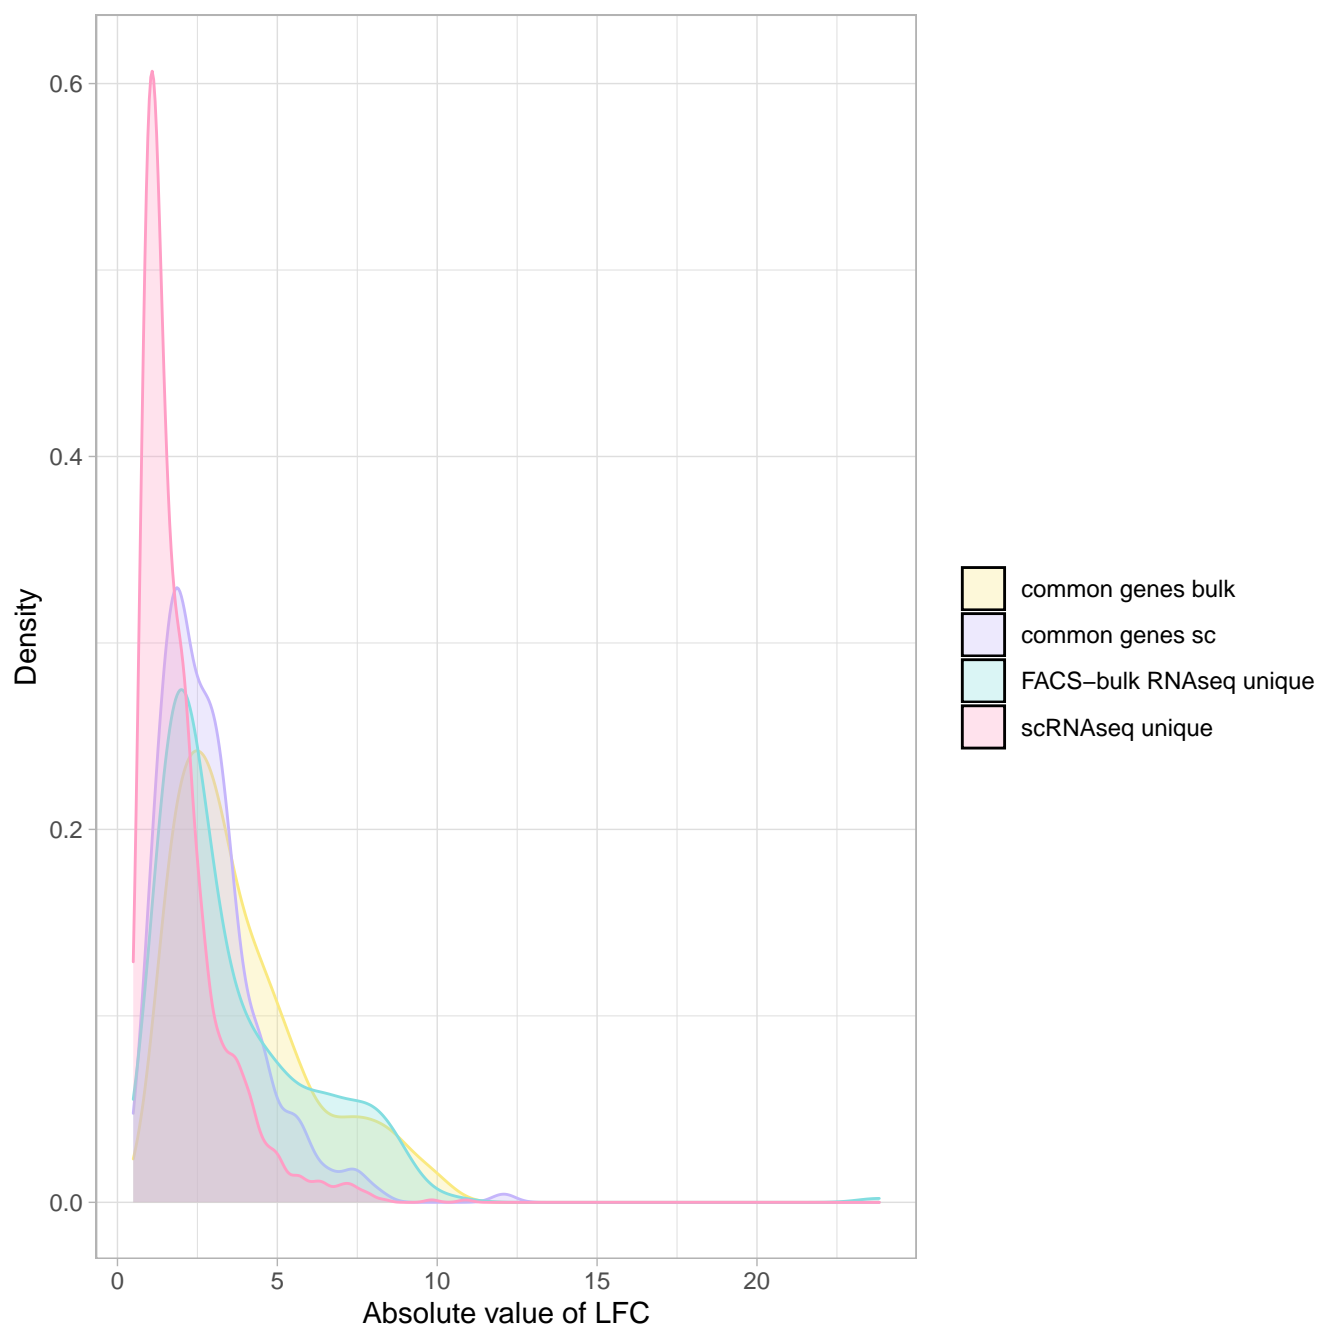 0.6
0.4
0.2
0.0
Density
0 5 10 15 20
Absolute value of LFC
common genes bulk
common genes sc
FACS−bulk RNAseq unique
scRNAseq unique